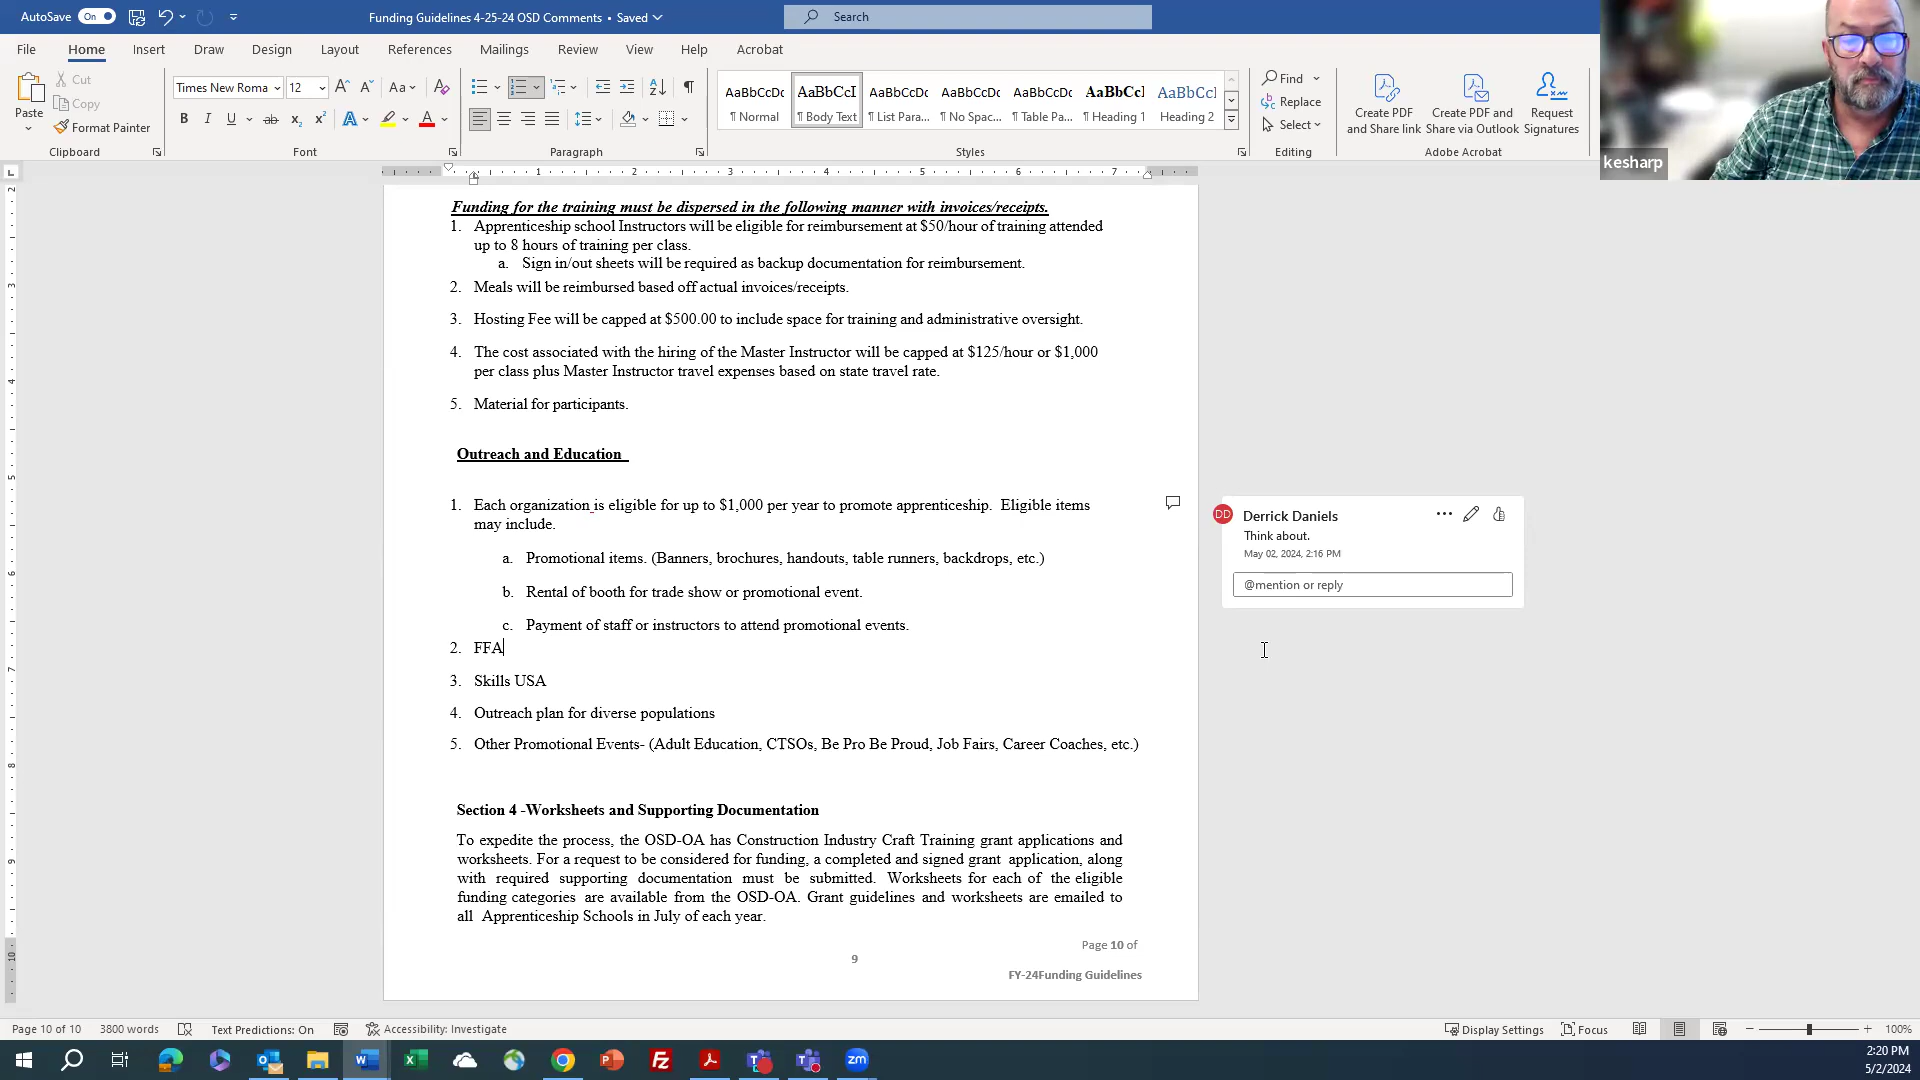 AutoSave On Funding Guidelines 4-25-24 OSD Comments • Saved Search
File Home Insert Draw Design Layout References Mailings Review View Help Acrobat
Paste Cut Copy Format Painter
Times New Roma 12
AaBbCcDc AaBbCcI AaBbCcDc AaBbCcDc AaBbCcDc AaBbCcI AaBbCcI
¶ Normal ¶ Body Text ¶ List Para... ¶ No Spac... ¶ Table Pa... ¶ Heading 1 Heading 2
Find
Replace
Select
Create PDF and Share link
Create PDF and Share via Outlook
Request Signatures
Clipboard Font Paragraph Styles Editing Adobe Acrobat
kesharp
1 2 3 4 5 6 7
Funding for the training must be dispersed in the following manner with invoices/receipts.
1. Apprenticeship school Instructors will be eligible for reimbursement at $50/hour of training attended
up to 8 hours of training per class.
a. Sign in/out sheets will be required as backup documentation for reimbursement.
2. Meals will be reimbursed based off actual invoices/receipts.
3. Hosting Fee will be capped at $500.00 to include space for training and administrative oversight.
4. The cost associated with the hiring of the Master Instructor will be capped at $125/hour or $1,000
per class plus Master Instructor travel expenses based on state travel rate.
5. Material for participants.
Outreach and Education
1. Each organization is eligible for up to $1,000 per year to promote apprenticeship. Eligible items
may include.
a. Promotional items. (Banners, brochures, handouts, table runners, backdrops, etc.)
b. Rental of booth for trade show or promotional event.
c. Payment of staff or instructors to attend promotional events.
2. FFA
3. Skills USA
4. Outreach plan for diverse populations
5. Other Promotional Events- (Adult Education, CTSOs, Be Pro Be Proud, Job Fairs, Career Coaches, etc.)
DD Derrick Daniels
Think about.
May 02, 2024, 2:16 PM
@mention or reply
Section 4 -Worksheets and Supporting Documentation
To expedite the process, the OSD-OA has Construction Industry Craft Training grant applications and
worksheets. For a request to be considered for funding, a completed and signed grant application, along
with required supporting documentation must be submitted. Worksheets for each of the eligible
funding categories are available from the OSD-OA. Grant guidelines and worksheets are emailed to
all Apprenticeship Schools in July of each year.
Page 10 of
9
FY-24Funding Guidelines
Page 10 of 10 3800 words Text Predictions: On Accessibility: Investigate Display Settings Focus 100%
2:20 PM
5/2/2024